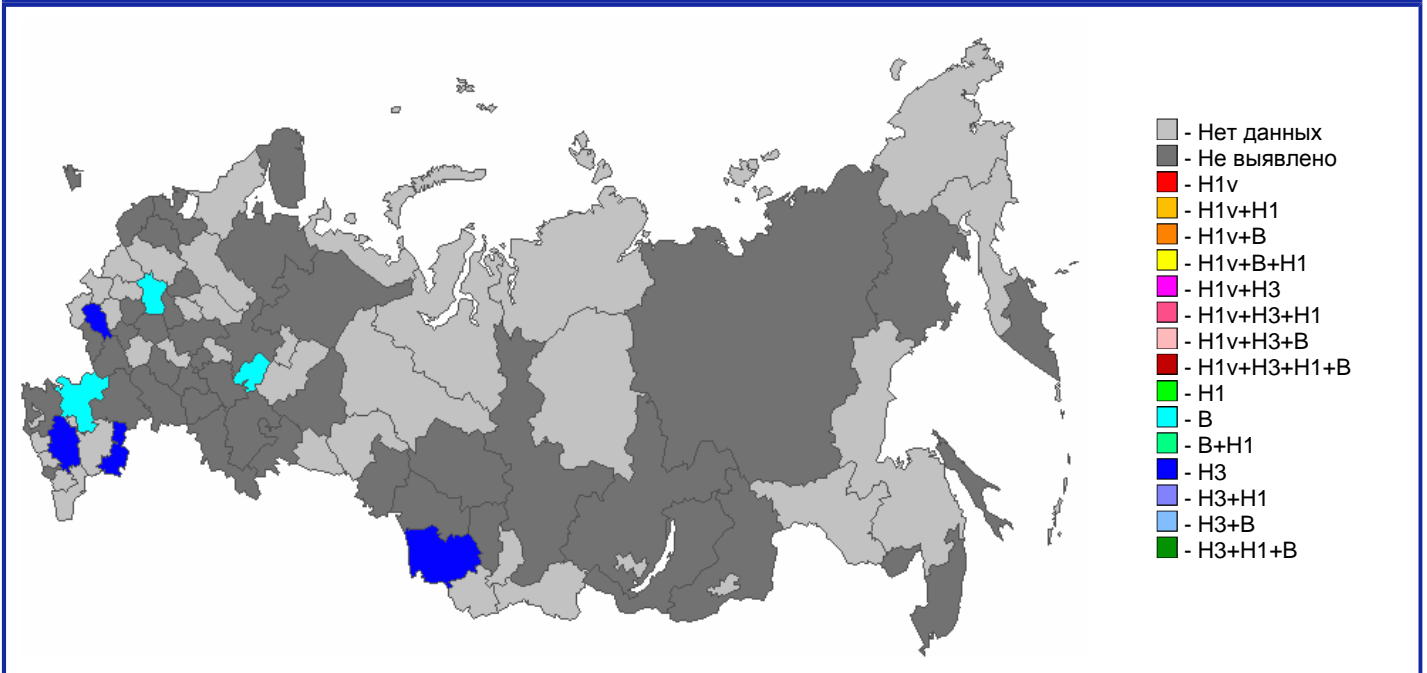 - Нет данных
- Не выявлено
- H1v
- H1v+H1
- H1v+B
- H1v+B+H1
- H1v+H3
- H1v+H3+H1
- H1v+H3+B
- H1v+H3+H1+B
- H1
- B
- B+H1
- H3
- H3+H1
- H3+B
- H3+H1+B